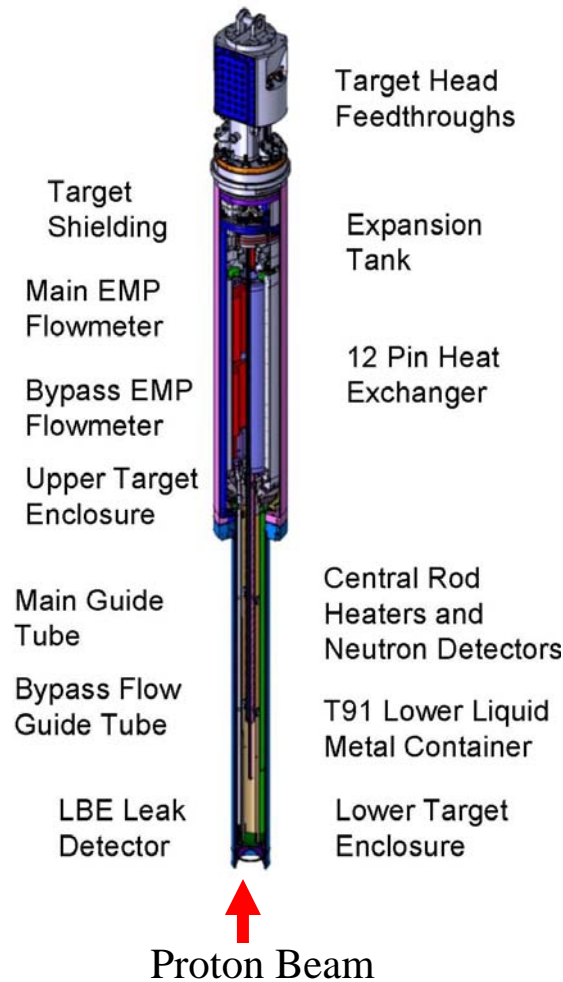 Target Head
Feedthroughs
Target
Shielding
Expansion
Tank
Main EMP
Flowmeter
12 Pin Heat
Exchanger
Bypass EMP
Flowmeter
Upper Target
Enclosure
Central Rod
Heaters and
Neutron Detectors
Main Guide
Tube
Bypass Flow
Guide Tube
T91 Lower Liquid
Metal Container
LBE Leak
Detector
Lower Target
Enclosure
Proton Beam